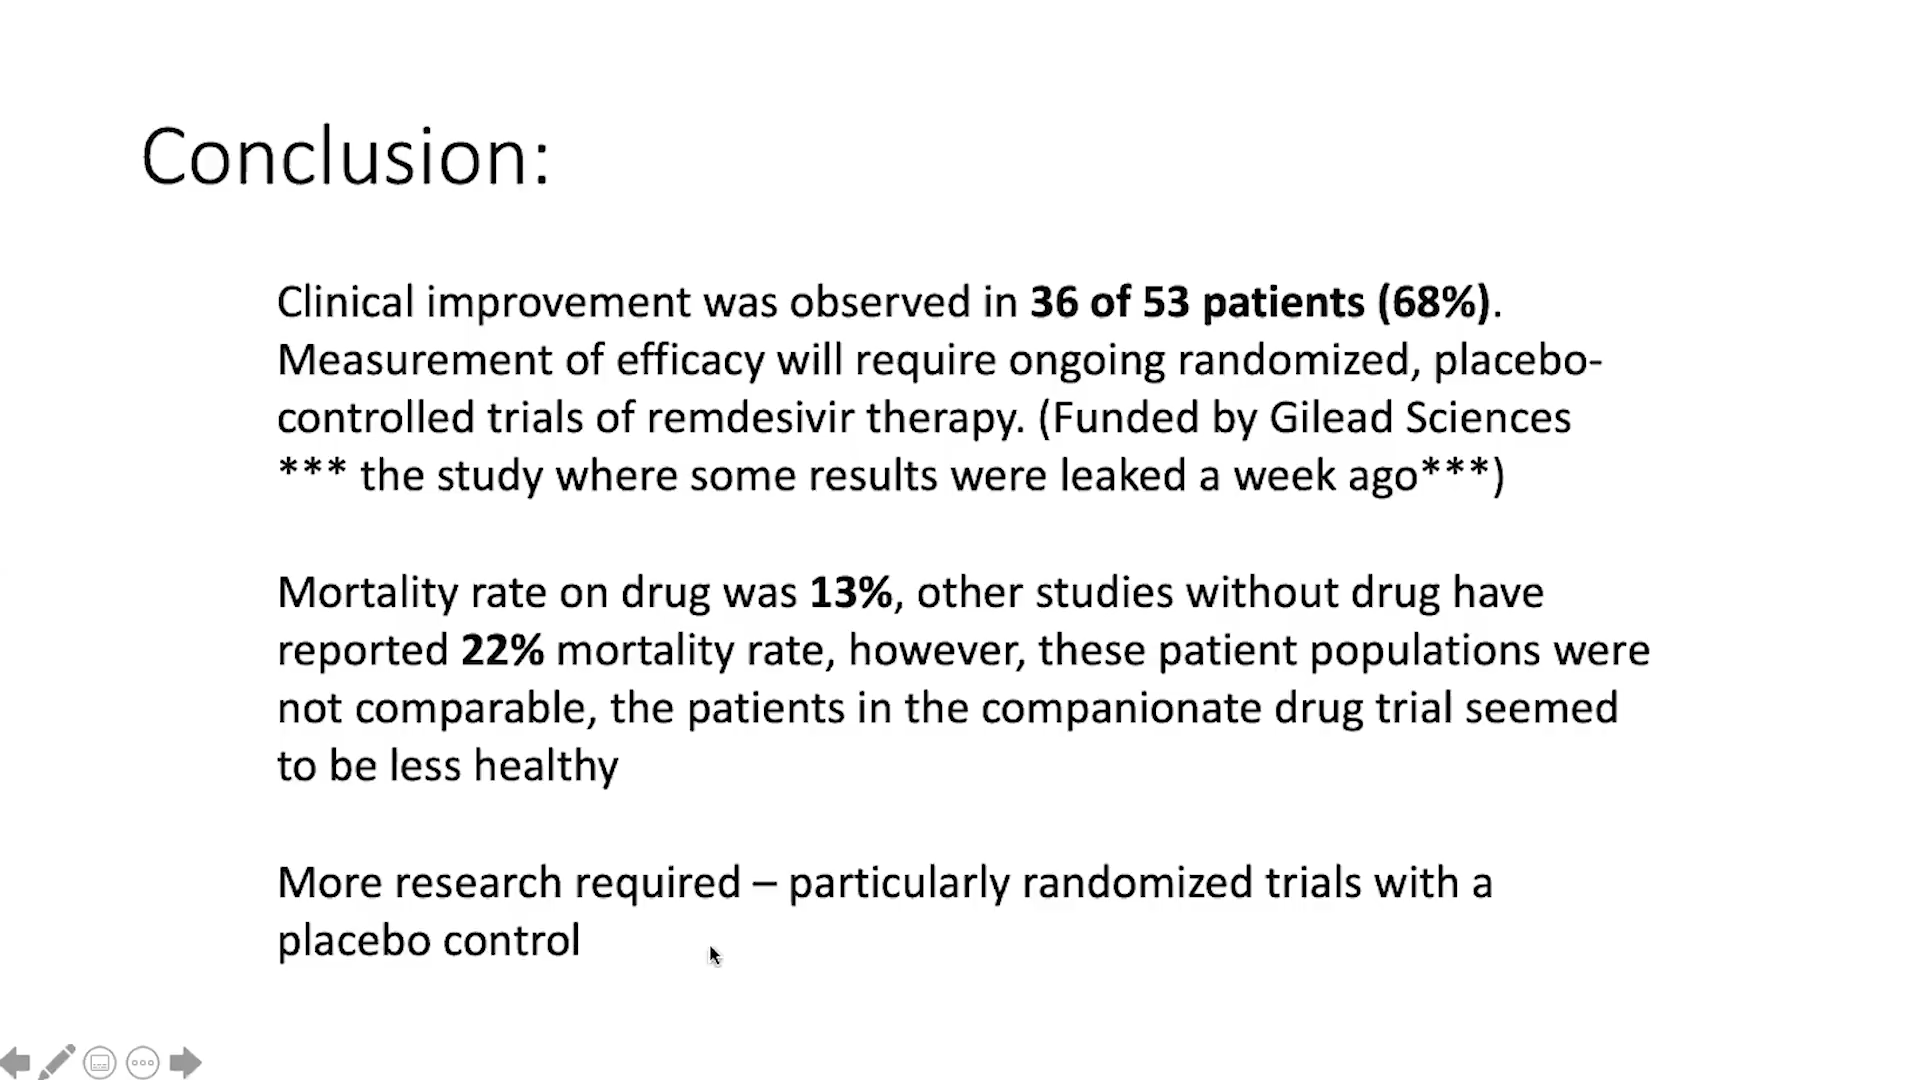 Conclusion:
Clinical improvement was observed in 36 of 53 patients (68%).
Measurement of efficacy will require ongoing randomized, placebo-
controlled trials of remdesivir therapy. (Funded by Gilead Sciences
*** the study where some results were leaked a week ago***)
Mortality rate on drug was 13%, other studies without drug have
reported 22% mortality rate, however, these patient populations were
not comparable, the patients in the companionate drug trial seemed
to be less healthy
More research required – particularly randomized trials with a
placebo control